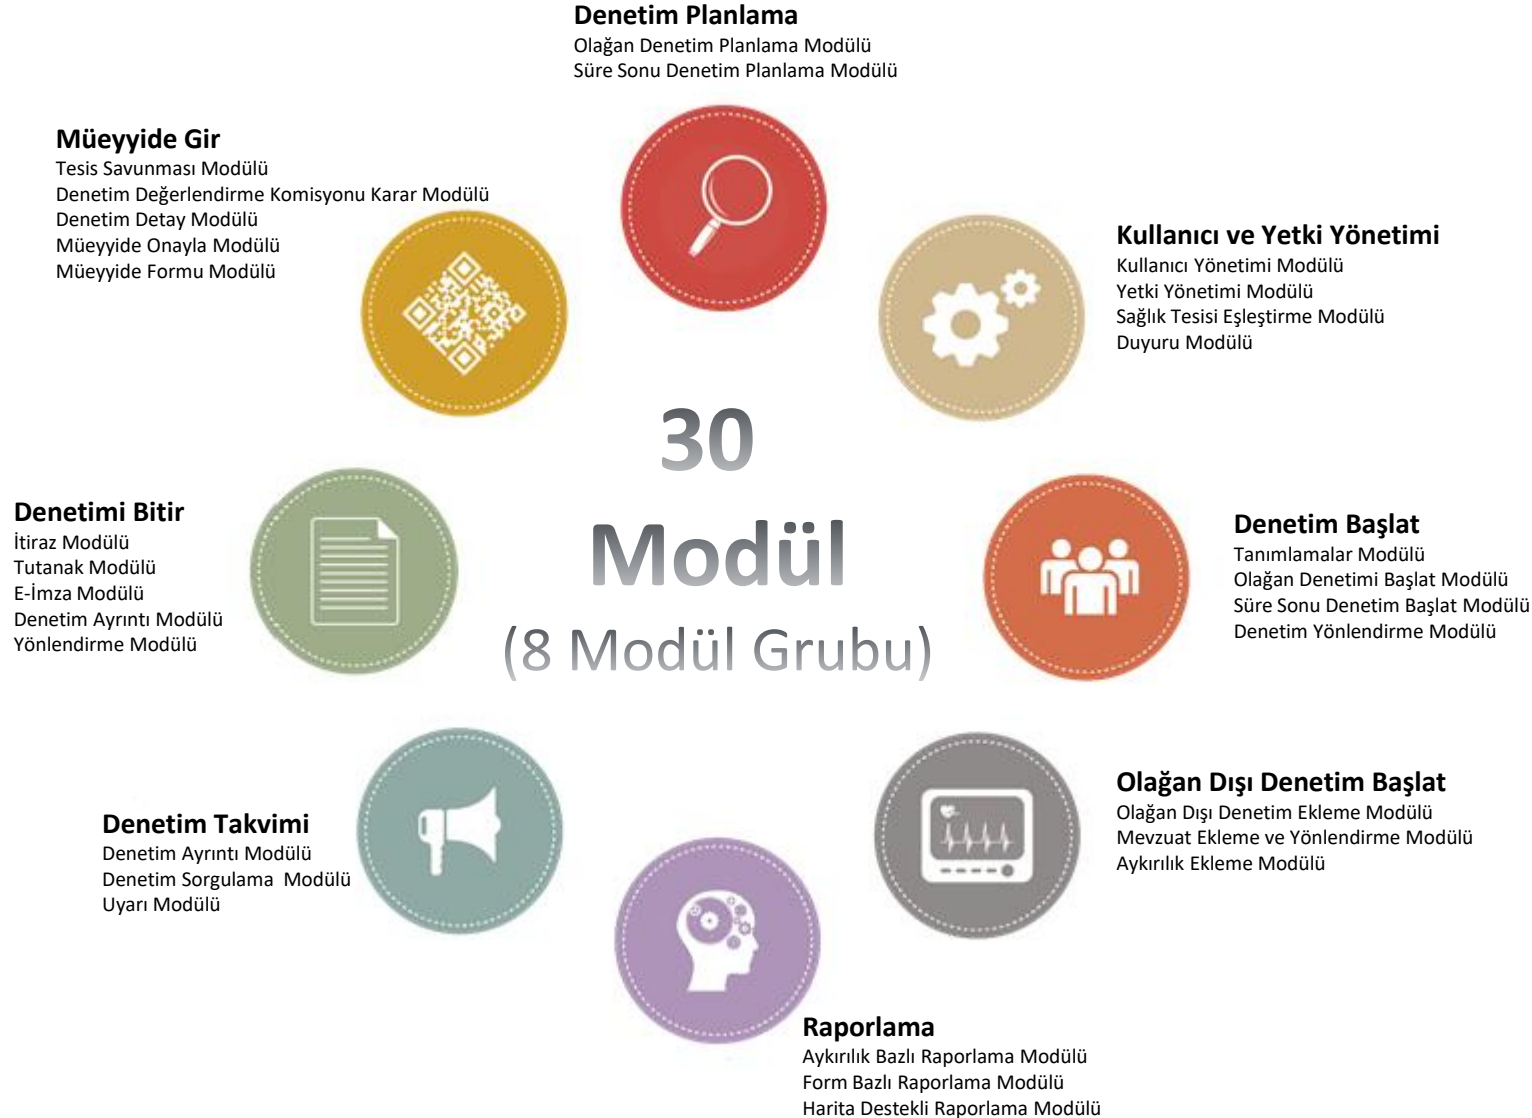 Denetim Planlama
Olağan Denetim Planlama Modülü
Süre Sonu Denetim Planlama Modülü
Müeyyide Gir
Tesis Savunması Modülü
Denetim Değerlendirme Komisyonu Karar Modülü
Denetim Detay Modülü
Müeyyide Onayla Modülü
Müeyyide Formu Modülü
Kullanıcı ve Yetki Yönetimi
Kullanıcı Yönetimi Modülü
Yetki Yönetimi Modülü
Sağlık Tesisi Eşleştirme Modülü
Duyuru Modülü
30
Modül
(8 Modül Grubu)
Denetimi Bitir
İtiraz Modülü
Tutanak Modülü
E-İmza Modülü
Denetim Ayrıntı Modülü
Yönlendirme Modülü
Denetim Başlat
Tanımlamalar Modülü
Olağan Denetimi Başlat Modülü
Süre Sonu Denetim Başlat Modülü
Denetim Yönlendirme Modülü
Denetim Takvimi
Denetim Ayrıntı Modülü
Denetim Sorgulama  Modülü
Uyarı Modülü
Olağan Dışı Denetim Başlat
Olağan Dışı Denetim Ekleme Modülü
Mevzuat Ekleme ve Yönlendirme Modülü
Aykırılık Ekleme Modülü
Raporlama
Aykırılık Bazlı Raporlama Modülü
Form Bazlı Raporlama Modülü
Harita Destekli Raporlama Modülü